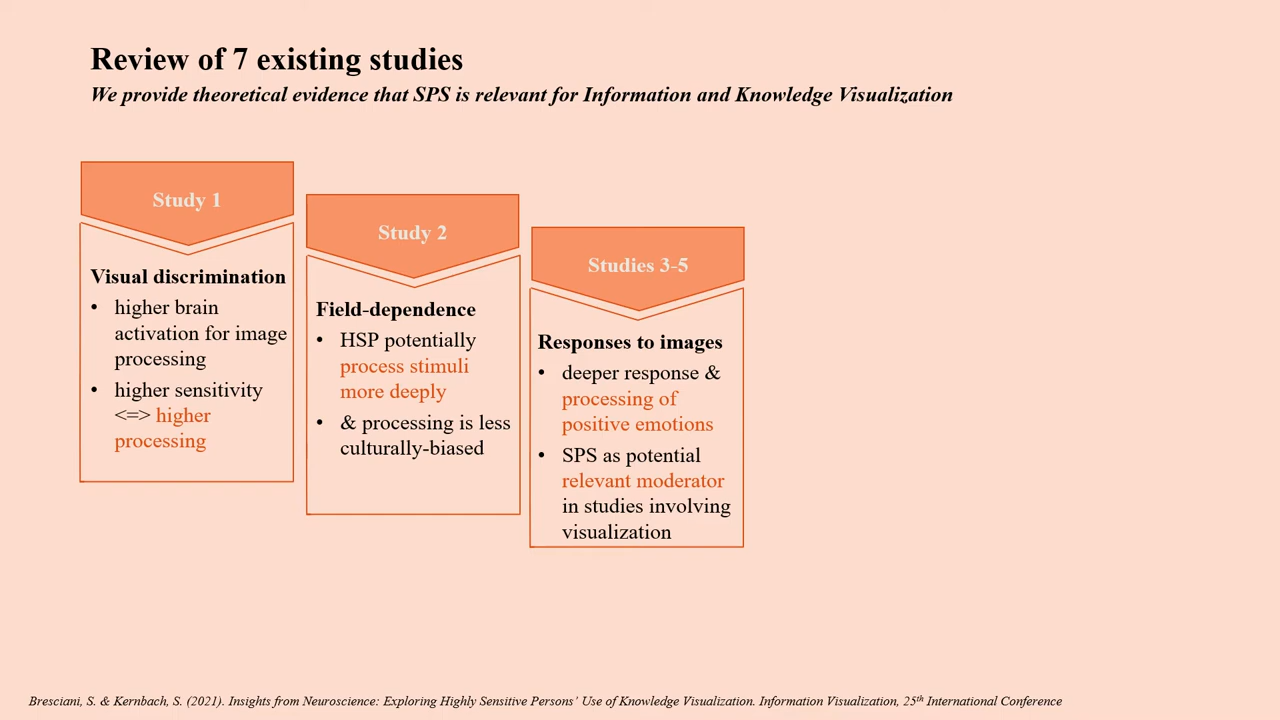 Review of 7 existing studies
We provide theoretical evidence that SPS is relevant for Information and Knowledge Visualization
Study 1
Visual discrimination
• higher brain
activation for image
processing
• higher sensitivity
<=> higher
processing
Study 2
Field-dependence
• HSP potentially
process stimuli
more deeply
• & processing is less
culturally-biased
Studies 3-5
Responses to images
• deeper response &
processing of
positive emotions
• SPS as potential
relevant moderator
in studies involving
visualization
Bresciani, S. & Kernbach, S. (2021). Insights from Neuroscience: Exploring Highly Sensitive Persons’ Use of Knowledge Visualization. Information Visualization, 25th International Conference